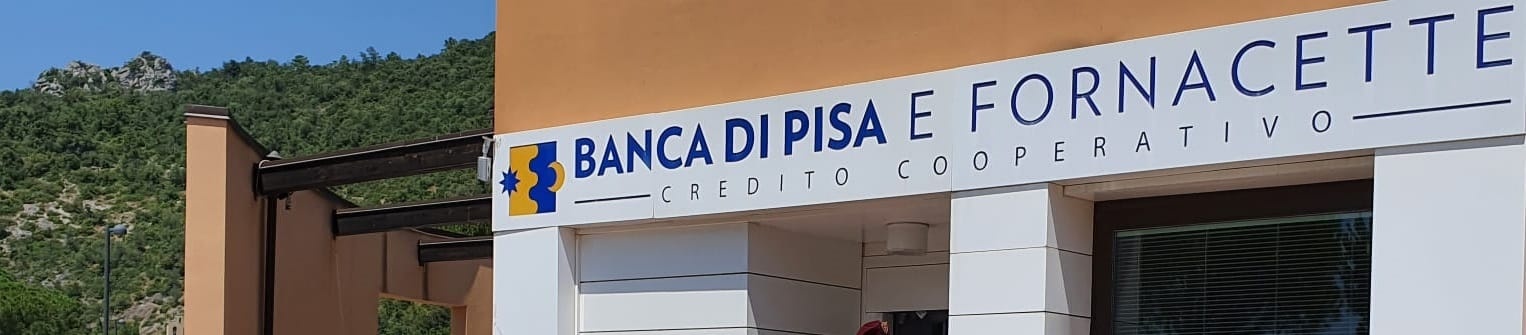 BANCA DI PISA E FORNACETTE
CREDITO COOPERATIVO